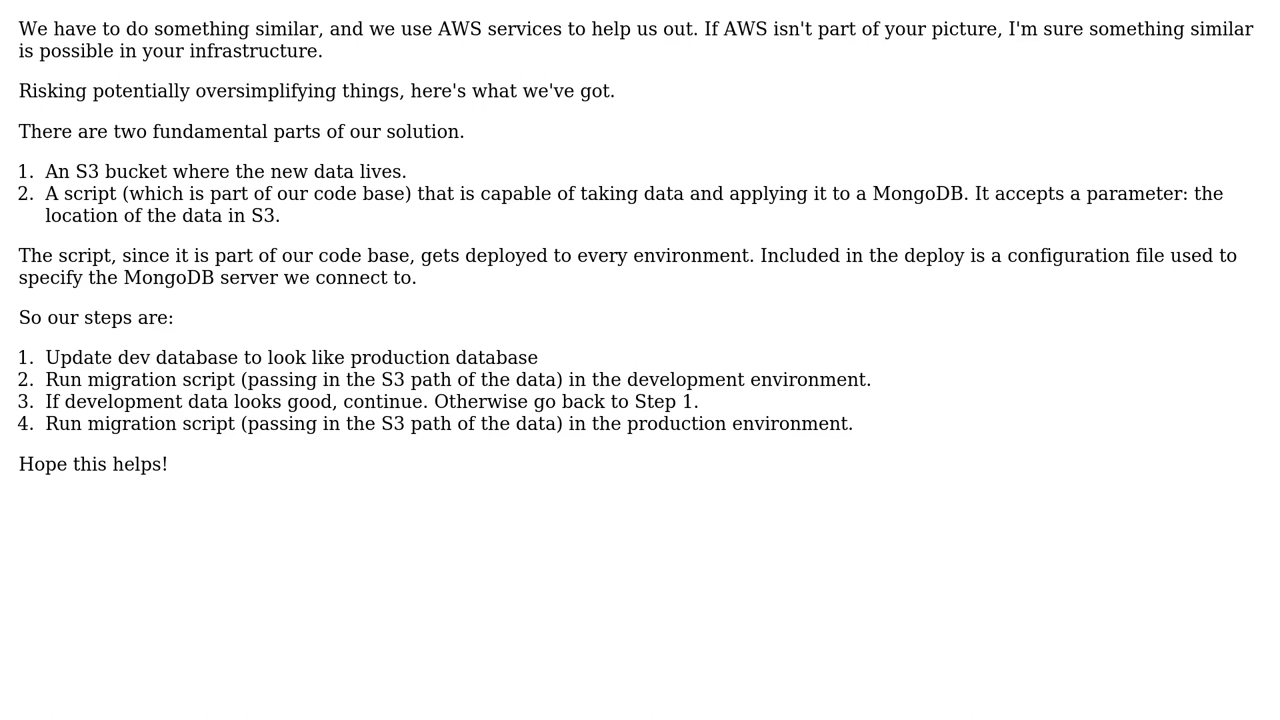 We have to do something similar, and we use AWS services to help us out. If AWS isn't part of your picture, I'm sure something similar
is possible in your infrastructure.
Risking potentially oversimplifying things, here's what we've got.
There are two fundamental parts of our solution.
1. An S3 bucket where the new data lives.
2. A script (which is part of our code base) that is capable of taking data and applying it to a MongoDB. It accepts a parameter: the
location of the data in S3.
The script, since it is part of our code base, gets deployed to every environment. Included in the deploy is a configuration file used to
specify the MongoDB server we connect to.
So our steps are:
1. Update dev database to look like production database
2. Run migration script (passing in the S3 path of the data) in the development environment.
3. If development data looks good, continue. Otherwise go back to Step 1.
4. Run migration script (passing in the S3 path of the data) in the production environment.
Hope this helps!